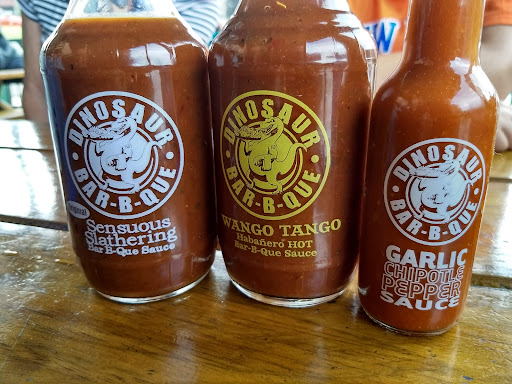 DINOSAUR
BAR-B-QUE
Original
Sensuous
Slathering
Bar-B-Que Sauce
DINOSAUR
BAR-B-QUE
WANGO TANGO
Habañero HOT
Bar-B-Que Sauce
DINOSAUR
BAR-B-QUE
GARLIC
CHIPOTLE
PEPPER
SAUCE